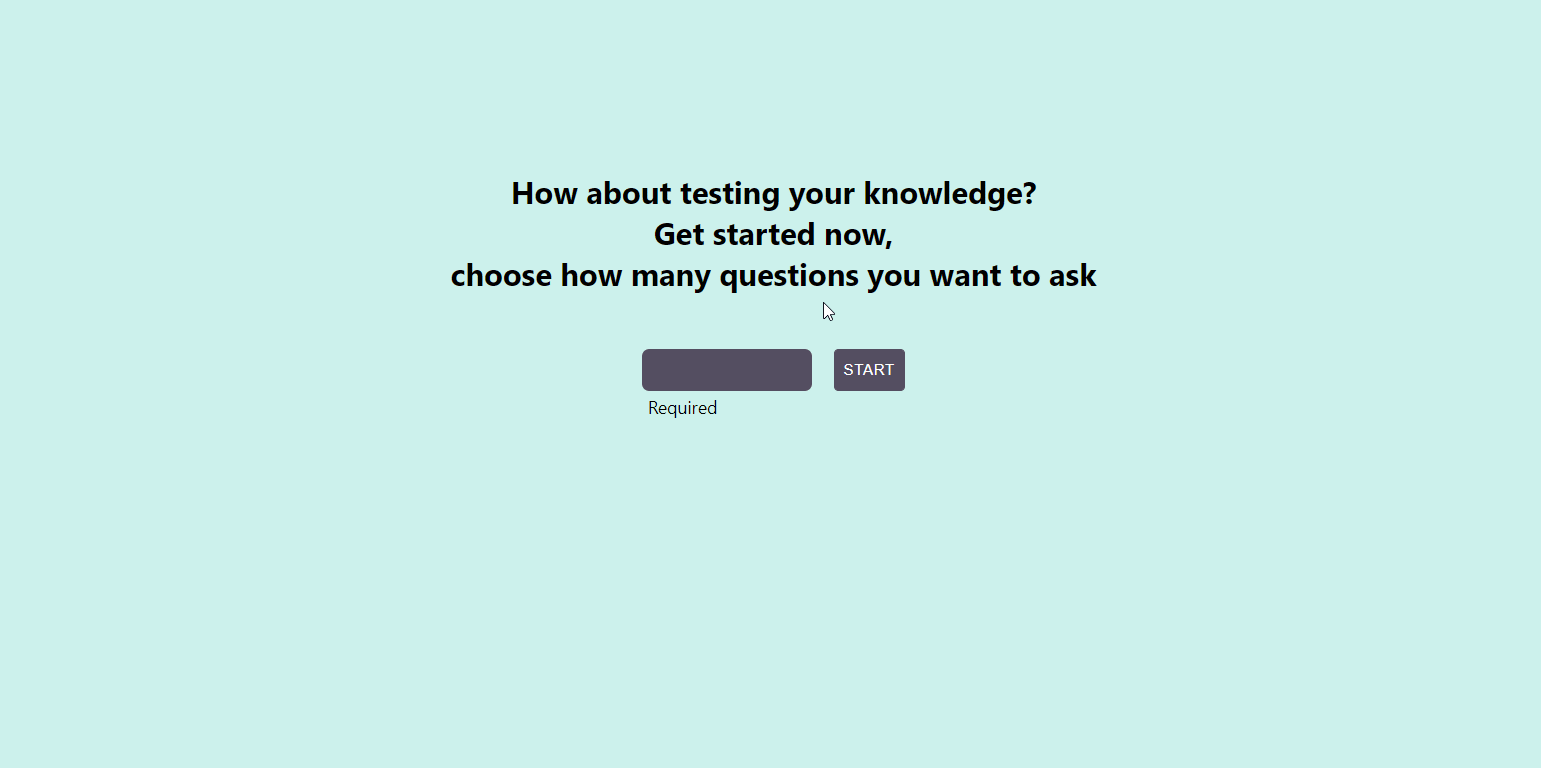 How about testing your knowledge?
Get started now,
choose how many questions you want to ask
START
Required